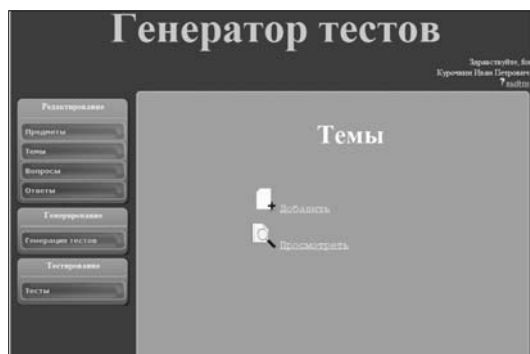 Генератор тестов
Здравствуйте,
Курочкин Иван Петрович
? выйти
Редактирование
Предметы
Темы
Вопросы
Ответы
Генерирование
Генерация тестов
Тестирование
Тесты
Темы
Добавить
Просмотреть